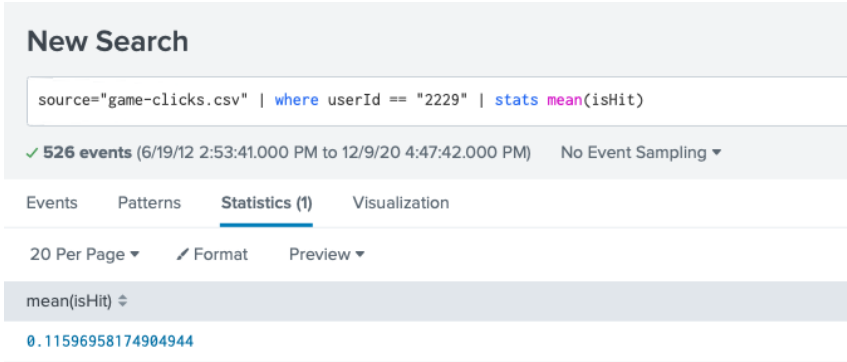 New Search
source="game-clicks.csv" | where userId == "2229" | stats mean(isHit)
✓ 526 events (6/19/12 2:53:41.000 PM to 12/9/20 4:47:42.000 PM) No Event Sampling ▾
Events Patterns Statistics (1) Visualization
20 Per Page ▾ Format Preview ▾
mean(isHit)
0.11596958174904944